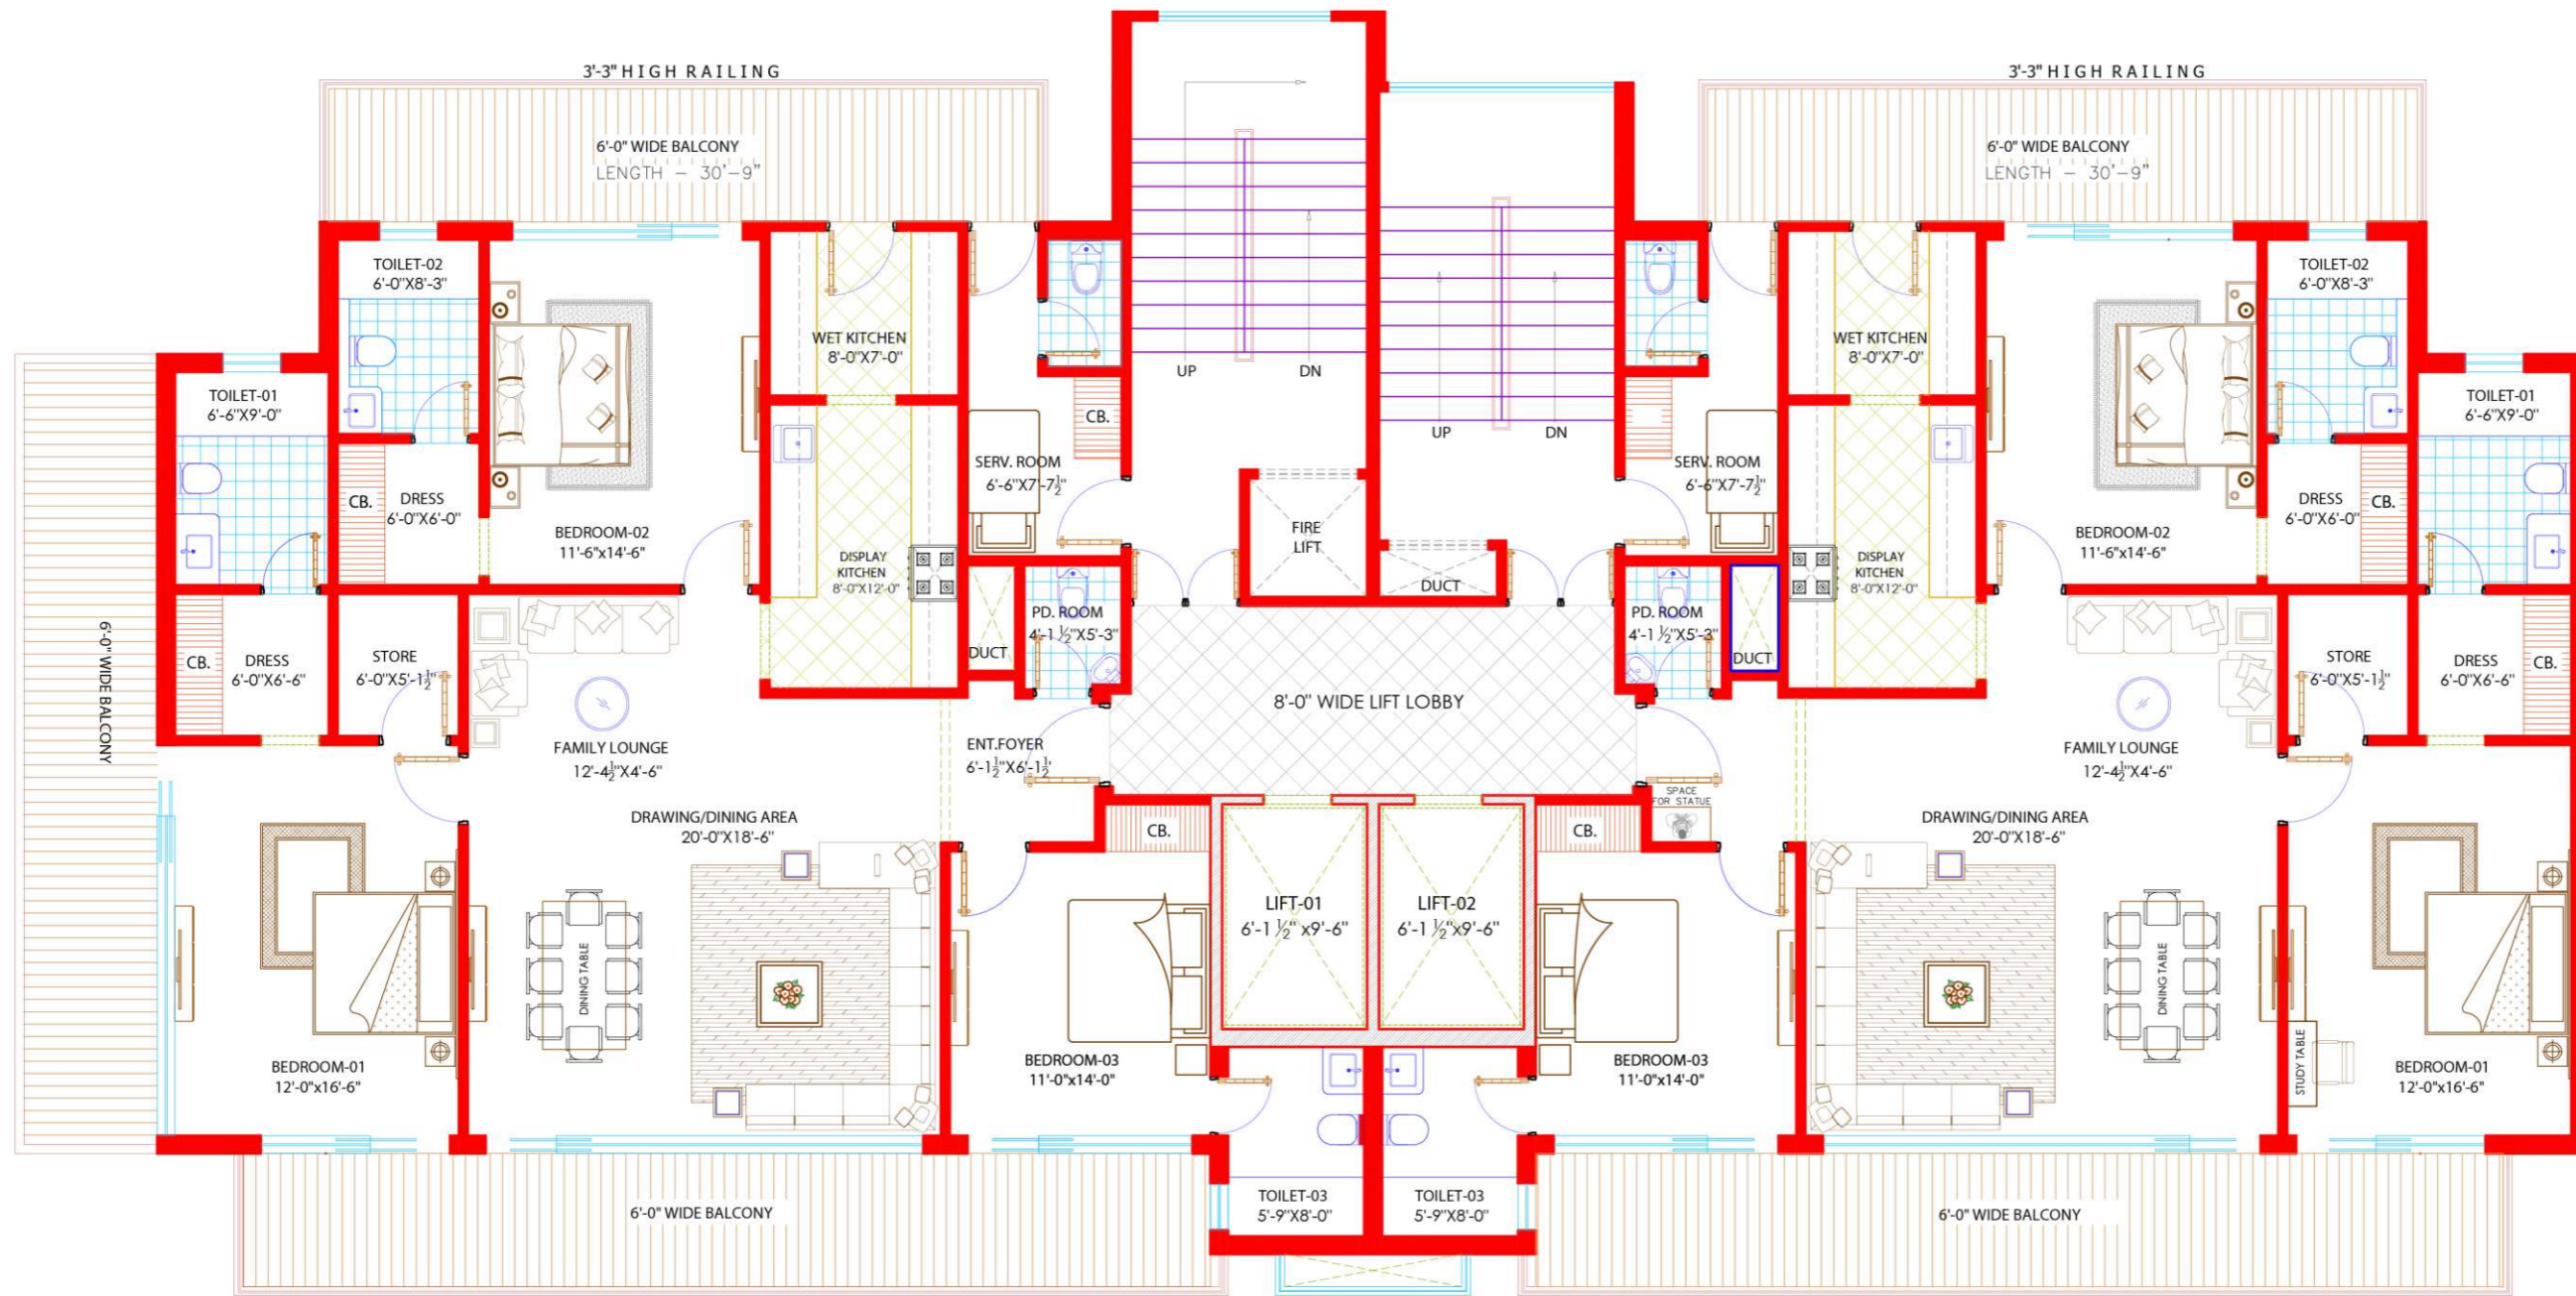 3'-3" HIGH RAILING
3'-3" HIGH RAILING
6'-0" WIDE BALCONY
LENGTH - 30'-9"
6'-0" WIDE BALCONY
LENGTH - 30'-9"
TOILET-02
6'-0"X8'-3"
TOILET-02
6'-0"X8'-3"
WET KITCHEN
8'-0"X7'-0"
WET KITCHEN
8'-0"X7'-0"
UP
DN
TOILET-01
6'-6"X9'-0"
TOILET-01
6'-6"X9'-0"
CB.
UP
DN
SERV. ROOM
6'-6"X7'-7½"
SERV. ROOM
6'-6"X7'-7½"
CB.
DRESS
6'-0"X6'-0"
DRESS
6'-0"X6'-0"
CB.
BEDROOM-02
11'-6"x14'-6"
FIRE
LIFT
BEDROOM-02
11'-6"x14'-6"
DISPLAY
KITCHEN
8'-0"X12'-0"
DUCT
DISPLAY
KITCHEN
8'-0"X12'-0"
PD. ROOM
4'-1 ½"X5'-3"
PD. ROOM
4'-1 ½"X5'-3"
6'-0" WIDE BALCONY
CB.
DRESS
6'-0"X6'-6"
STORE
6'-0"X5'-1½"
DUCT
DUCT
STORE
6'-0"X5'-1½"
DRESS
6'-0"X6'-6"
CB.
8'-0" WIDE LIFT LOBBY
FAMILY LOUNGE
12'-4½"X4'-6"
ENT.FOYER
6'-1½"X6'-1½'
FAMILY LOUNGE
12'-4½"X4'-6"
SPACE
FOR STATUE
DRAWING/DINING AREA
20'-0"X18'-6"
CB.
CB.
DRAWING/DINING AREA
20'-0"X18'-6"
LIFT-01
6'-1 ½" x9'-6"
LIFT-02
6'-1 ½"x9'-6"
DINING TABLE
DINING TABLE
BEDROOM-01
12'-0"x16'-6"
BEDROOM-03
11'-0"x14'-0"
BEDROOM-03
11'-0"x14'-0"
STUDY TABLE
BEDROOM-01
12'-0"x16'-6"
TOILET-03
5'-9"X8'-0"
TOILET-03
5'-9"X8'-0"
6'-0" WIDE BALCONY
6'-0" WIDE BALCONY